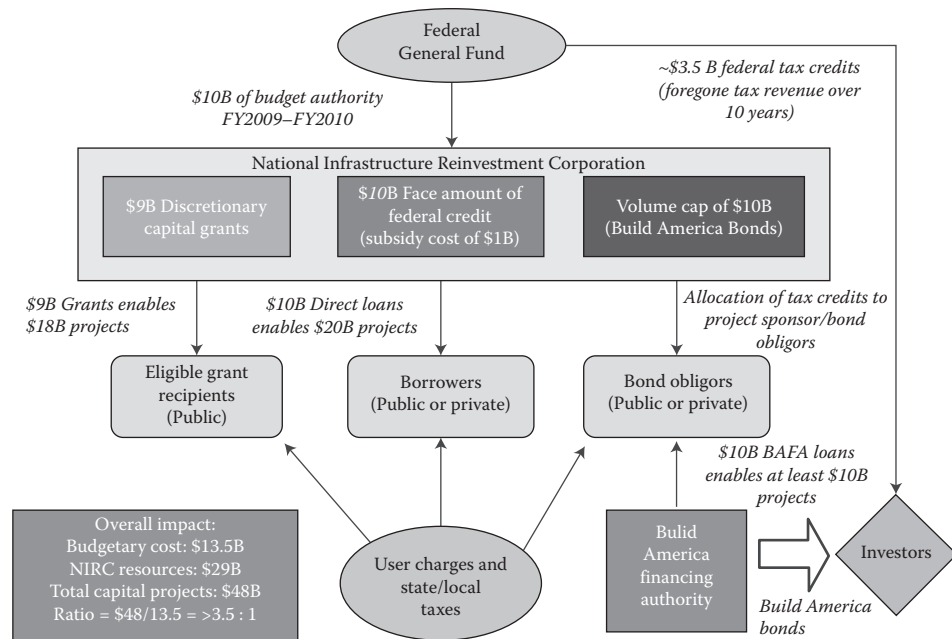 Federal
General Fund
~$3.5 B federal tax credits
(foregone tax revenue over
10 years)
$10B of budget authority
FY2009–FY2010
National Infrastructure Reinvestment Corporation
$9B Discretionary
capital grants
$10B Face amount of
federal credit
(subsidy cost of $1B)
Volume cap of $10B
(Build America Bonds)
$9B Grants enables
$18B projects
$10B Direct loans
enables $20B projects
Allocation of tax credits to
project sponsor/bond
obligors
Eligible grant
recipients
(Public)
Borrowers
(Public or private)
Bond obligors
(Public or private)
$10B BAFA loans
enables at least $10B
projects
Overall impact:
Budgetary cost: $13.5B
NIRC resources: $29B
Total capital projects: $48B
Ratio = $48/13.5 = >3.5 : 1
User charges and
state/local
taxes
Bulid
America
financing
authority
Investors
Build America
bonds